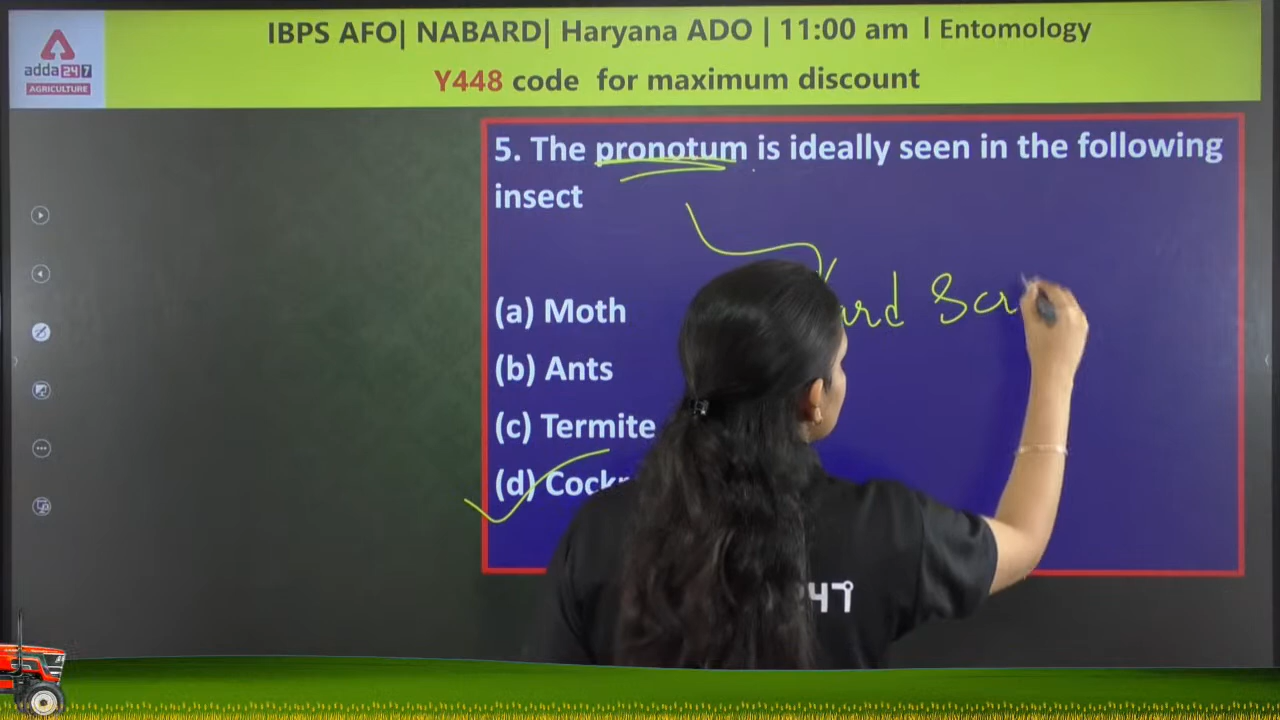 IBPS AFO| NABARD| Haryana ADO | 11:00 am | Entomology
adda247
AGRICULTURE
Y448 code for maximum discount
5. The pronotum is ideally seen in the following
insect
(a) Moth
(b) Ants
(c) Termite
(d)
47